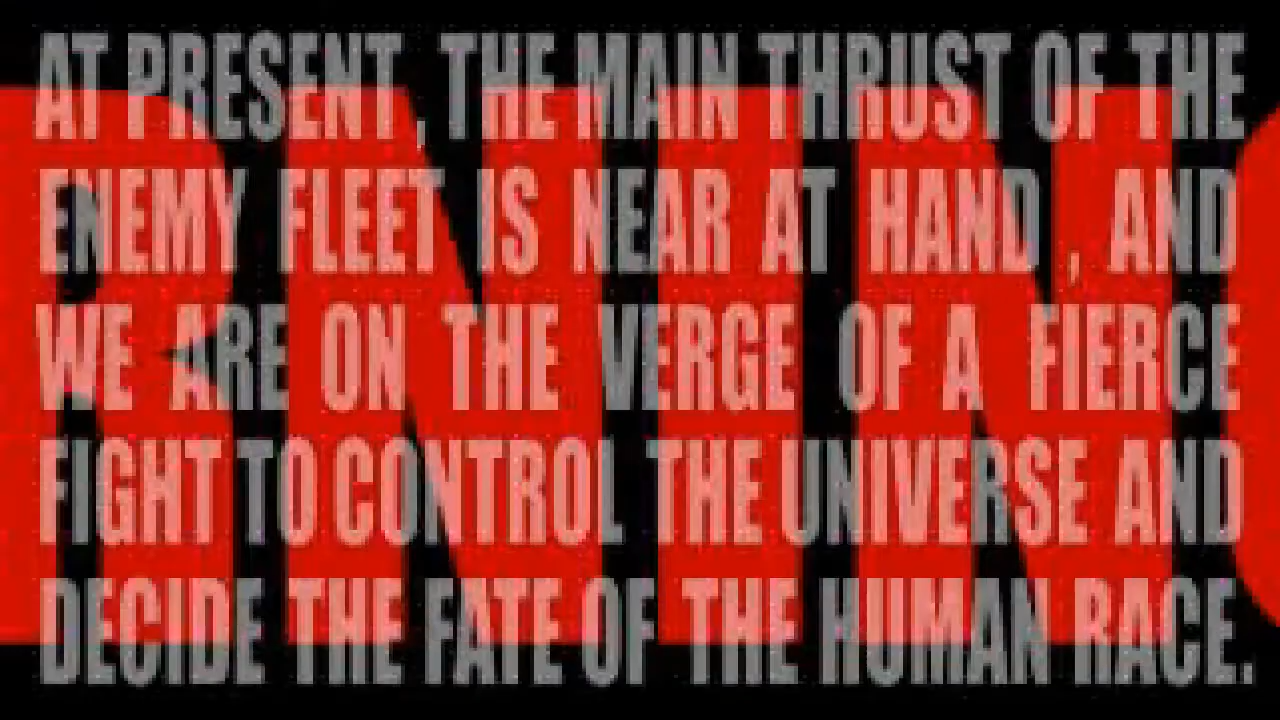 AT PRESENT, THE MAIN THRUST OF THE
ENEMY FLEET IS NEAR AT HAND, AND
WE ARE ON THE VERGE OF A FIERCE
FIGHT TO CONTROL THE UNIVERSE AND
DECIDE THE FATE OF THE HUMAN RACE.
RNING